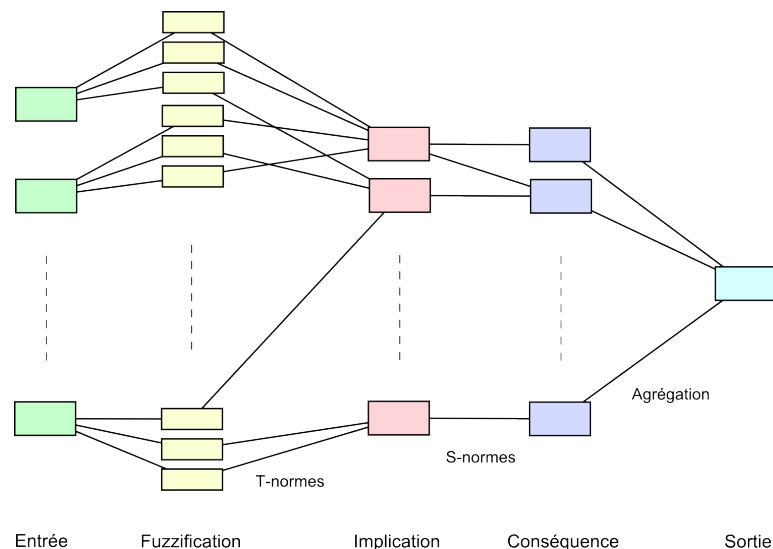 Agrégation
S-normes
T-normes
Entrée Fuzzification Implication Conséquence Sortie